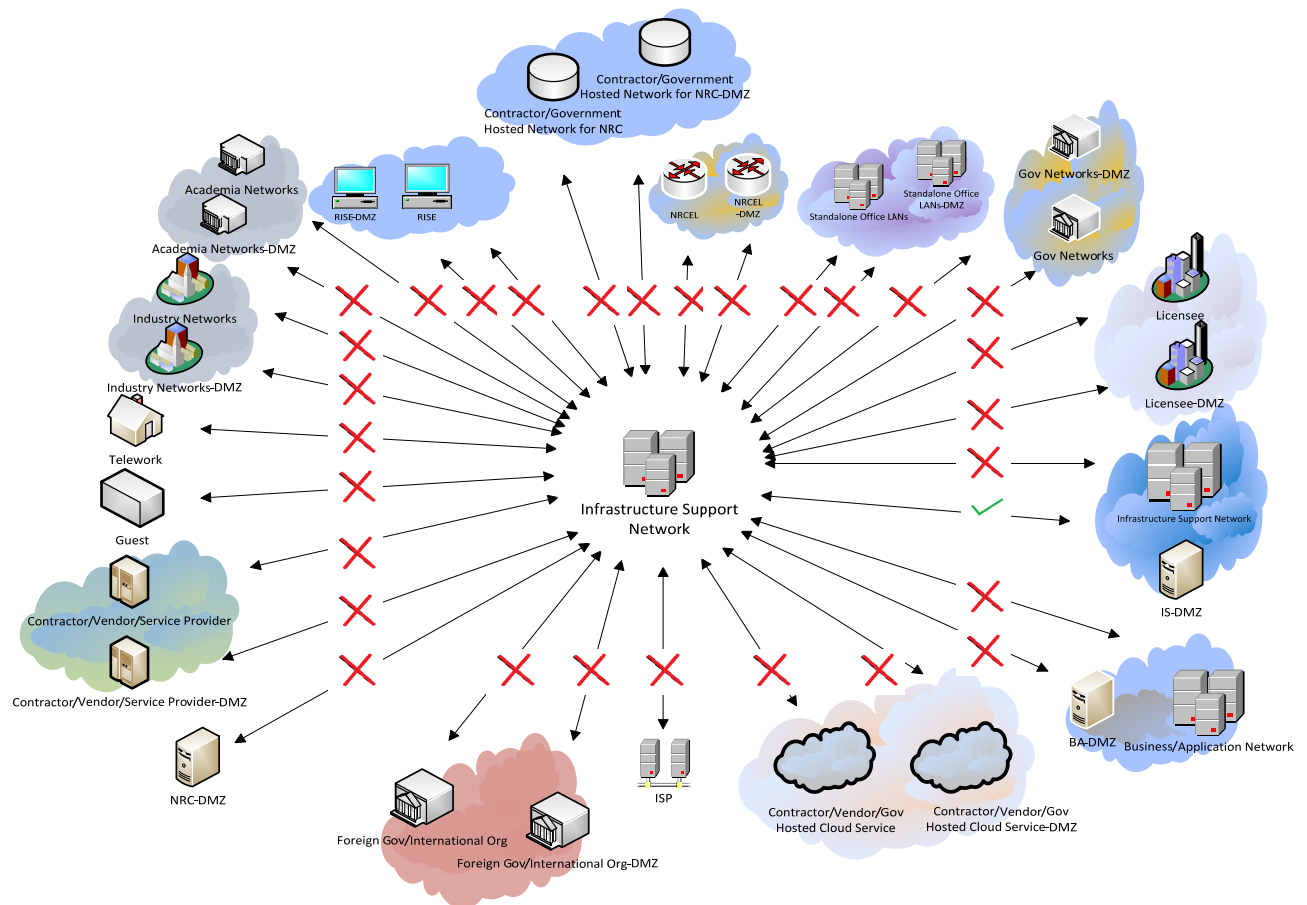 Contractor/Government
Hosted Network for NRC-DMZ
Contractor/Government
Hosted Network for NRC
Academia Networks
Academia Networks-DMZ
RISE-DMZ
RISE
NRCEL
NRCEL
-DMZ
Standalone Office LANs
Standalone Office
LANs-DMZ
Gov Networks-DMZ
Gov Networks
Industry Networks
Industry Networks-DMZ
Licensee
Licensee-DMZ
Telework
Guest
Infrastructure Support
Network
Infrastructure Support Network
IS-DMZ
Contractor/Vendor/Service Provider
Contractor/Vendor/Service Provider-DMZ
NRC-DMZ
BA-DMZ
Business/Application Network
ISP
Foreign Gov/International Org
Foreign Gov/International Org-DMZ
Contractor/Vendor/Gov
Hosted Cloud Service
Contractor/Vendor/Gov
Hosted Cloud Service-DMZ